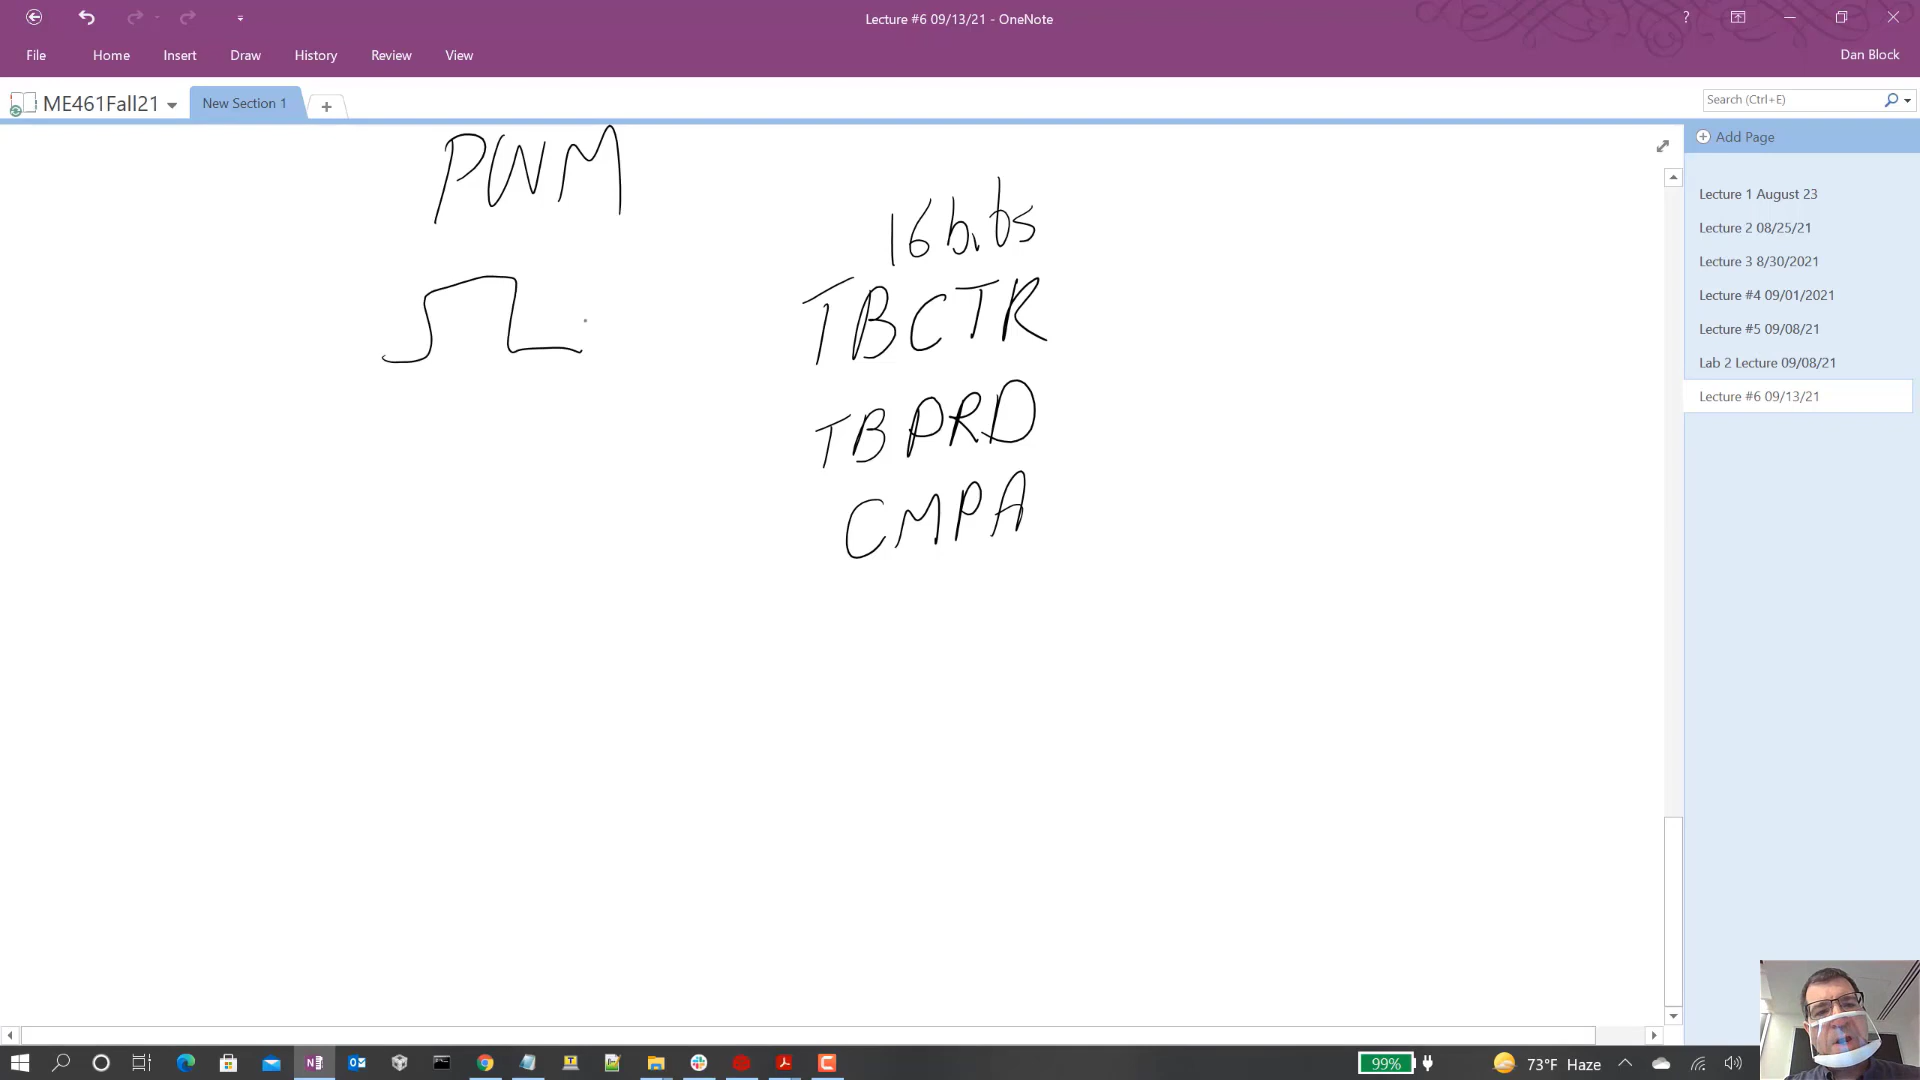 Lecture #6 09/13/21 - OneNote
?
File
Home
Insert
Draw
History
Review
View
Dan Block
ME461Fall21
New Section 1
+
Search (Ctrl+E)
Add Page
Lecture 1 August 23
Lecture 2 08/25/21
Lecture 3 8/30/2021
Lecture #4 09/01/2021
Lecture #5 09/08/21
Lab 2 Lecture 09/08/21
Lecture #6 09/13/21
PWM
16 bits
TBCTR
TBPRD
CMPA
99%
73°F Haze